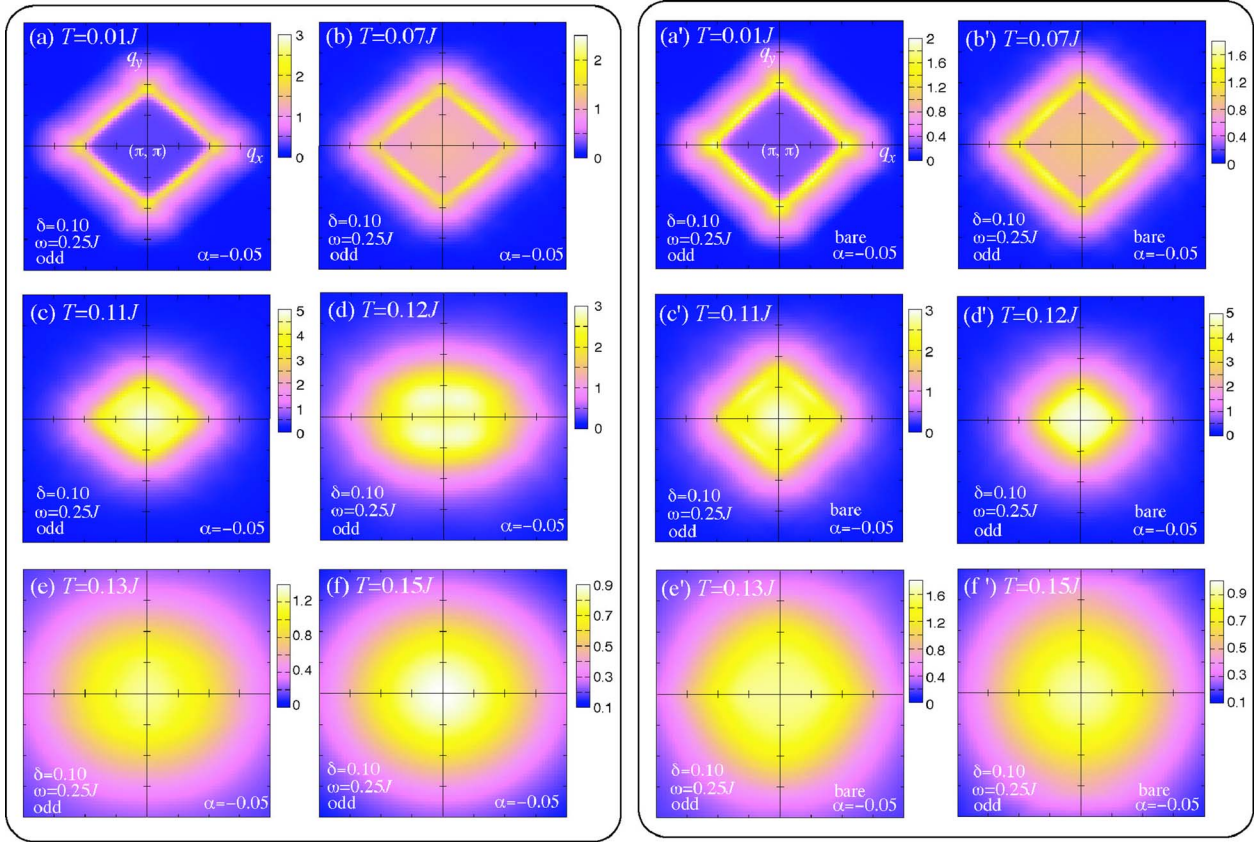 (a) T=0.01J
q_y
(π, π)
q_x
δ=0.10
ω=0.25J
odd
α=−0.05
3
2
1
0
(b) T=0.07J
δ=0.10
ω=0.25J
odd
α=−0.05
2
1
0
(a') T=0.01J
q_y
(π, π)
q_x
δ=0.10
ω=0.25J
odd
bare
α=−0.05
2
1.6
1.2
0.8
0.4
0
(b') T=0.07J
δ=0.10
ω=0.25J
odd
bare
α=−0.05
1.6
1.2
0.8
0.4
0
(c) T=0.11J
δ=0.10
ω=0.25J
odd
α=−0.05
5
4
3
2
1
0
(d) T=0.12J
δ=0.10
ω=0.25J
odd
α=−0.05
3
2
1
0
(c') T=0.11J
δ=0.10
ω=0.25J
odd
bare
α=−0.05
3
2
1
0
(d') T=0.12J
δ=0.10
ω=0.25J
odd
bare
α=−0.05
5
4
3
2
1
0
(e) T=0.13J
δ=0.10
ω=0.25J
odd
α=−0.05
1.2
0.8
0.4
0
(f) T=0.15J
δ=0.10
ω=0.25J
odd
α=−0.05
0.9
0.7
0.5
0.3
0.1
(e') T=0.13J
δ=0.10
ω=0.25J
odd
bare
α=−0.05
1.6
1.2
0.8
0.4
0
(f ') T=0.15J
δ=0.10
ω=0.25J
odd
bare
α=−0.05
0.9
0.7
0.5
0.3
0.1